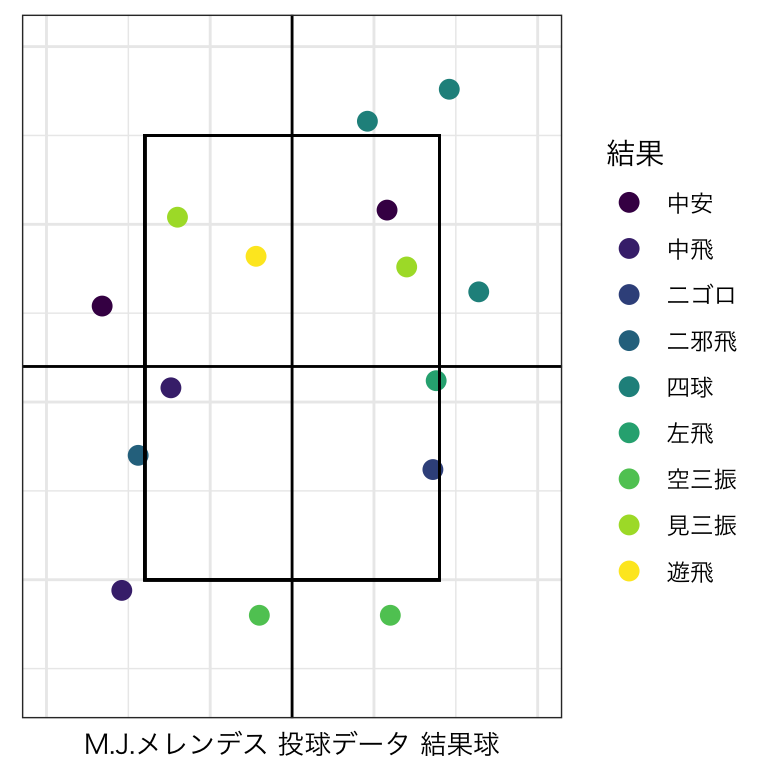 結果
中安
中飛
二ゴロ
二邪飛
四球
左飛
空三振
見三振
遊飛
M.J.メレンデス 投球データ 結果球